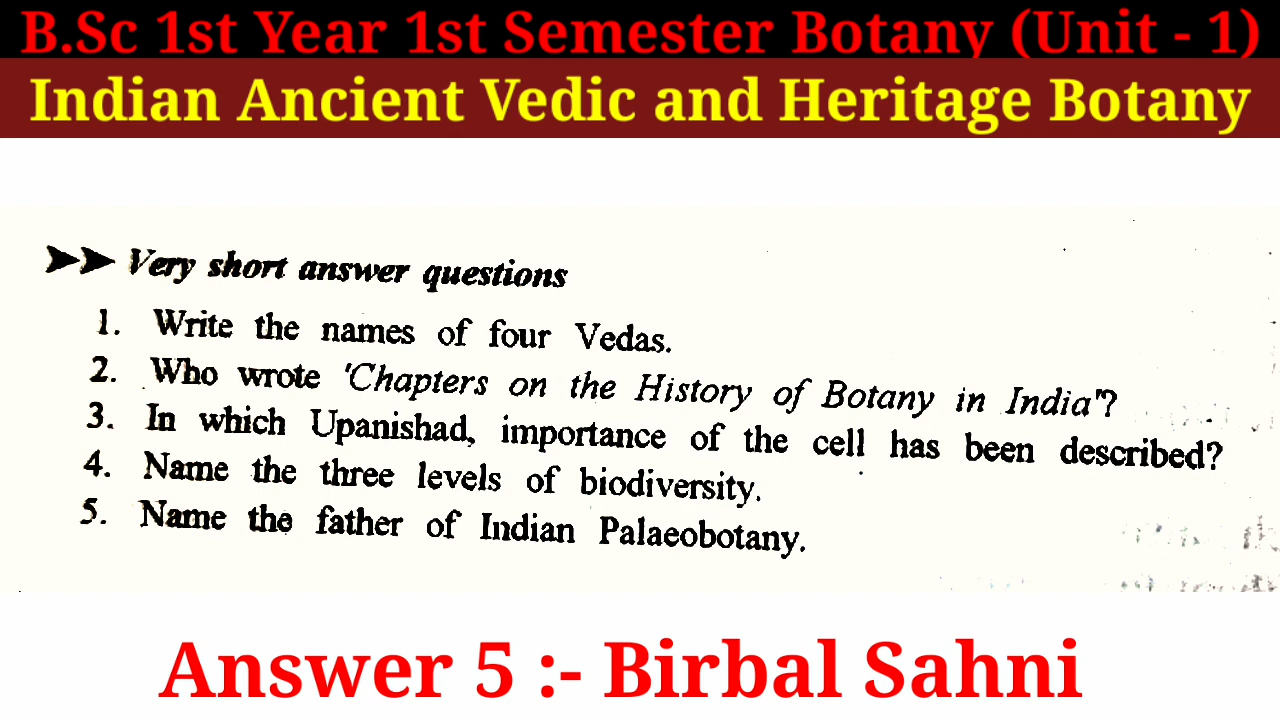 B.Sc 1st Year 1st Semester Botany (Unit - 1)
Indian Ancient Vedic and Heritage Botany
Very short answer questions
1. Write the names of four Vedas.
2. Who wrote 'Chapters on the History of Botany in India'?
3. In which Upanishad, importance of the cell has been described?
4. Name the three levels of biodiversity.
5. Name the father of Indian Palaeobotany.
Answer 5 :- Birbal Sahni